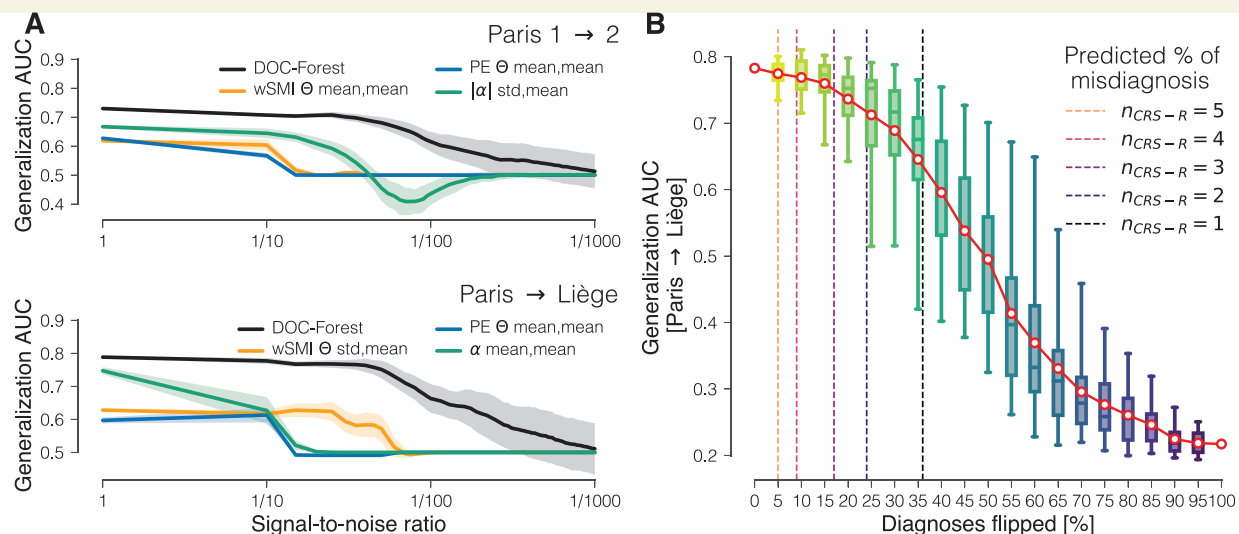 A
Paris 1 → 2
Generalization AUC
0.9
0.8
0.7
0.6
0.5
0.4
DOC-Forest
wSMI Θ mean,mean
PE Θ mean,mean
|α| std,mean
1
1/10
1/100
1/1000
Paris → Liège
Generalization AUC
0.9
0.8
0.7
0.6
0.5
DOC-Forest
wSMI Θ std,mean
PE Θ mean,mean
α mean,mean
1
1/10
1/100
1/1000
Signal-to-noise ratio
B
Generalization AUC
[Paris → Liège]
0.8
0.7
0.6
0.5
0.4
0.3
0.2
Predicted % of
misdiagnosis
nCRS−R = 5
nCRS−R = 4
nCRS−R = 3
nCRS−R = 2
nCRS−R = 1
0 5 10 15 20 25 30 35 40 45 50 55 60 65 70 75 80 85 90 95 100
Diagnoses flipped [%]